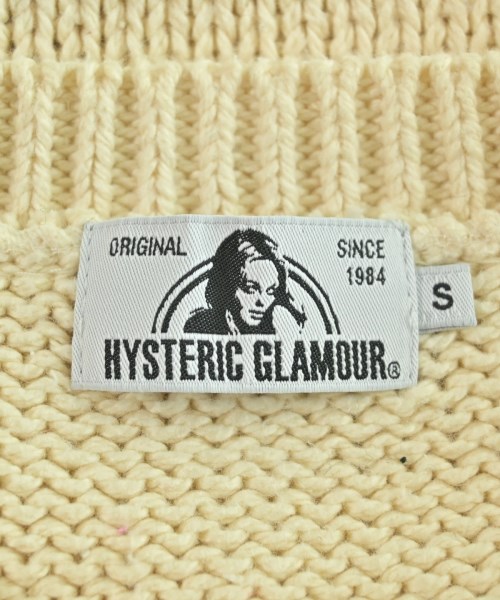 ORIGINAL
SINCE
1984
HYSTERIC GLAMOUR®
S